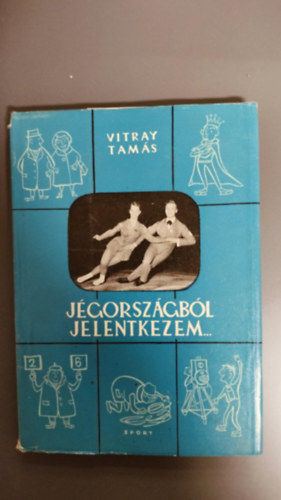 VITRAY
TAMÁS
JÉGORSZÁGBÓL
JELENTKEZEM...
2 6
SPORT